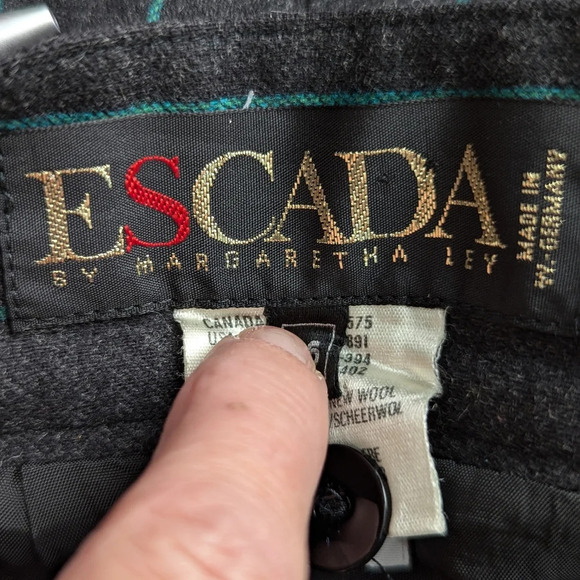 ESCADA
BY MARGARETHA LEY
MADE IN
W.-GERMANY
CANADA 575
891
-394
402
NEW WOOL
/SCHEERWOL